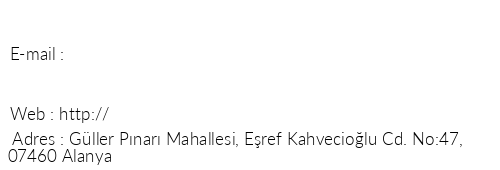 E-mail :
Web : http://
Adres : Güller Pınarı Mahallesi, Eşref Kahvecioğlu Cd. No:47,
07460 Alanya